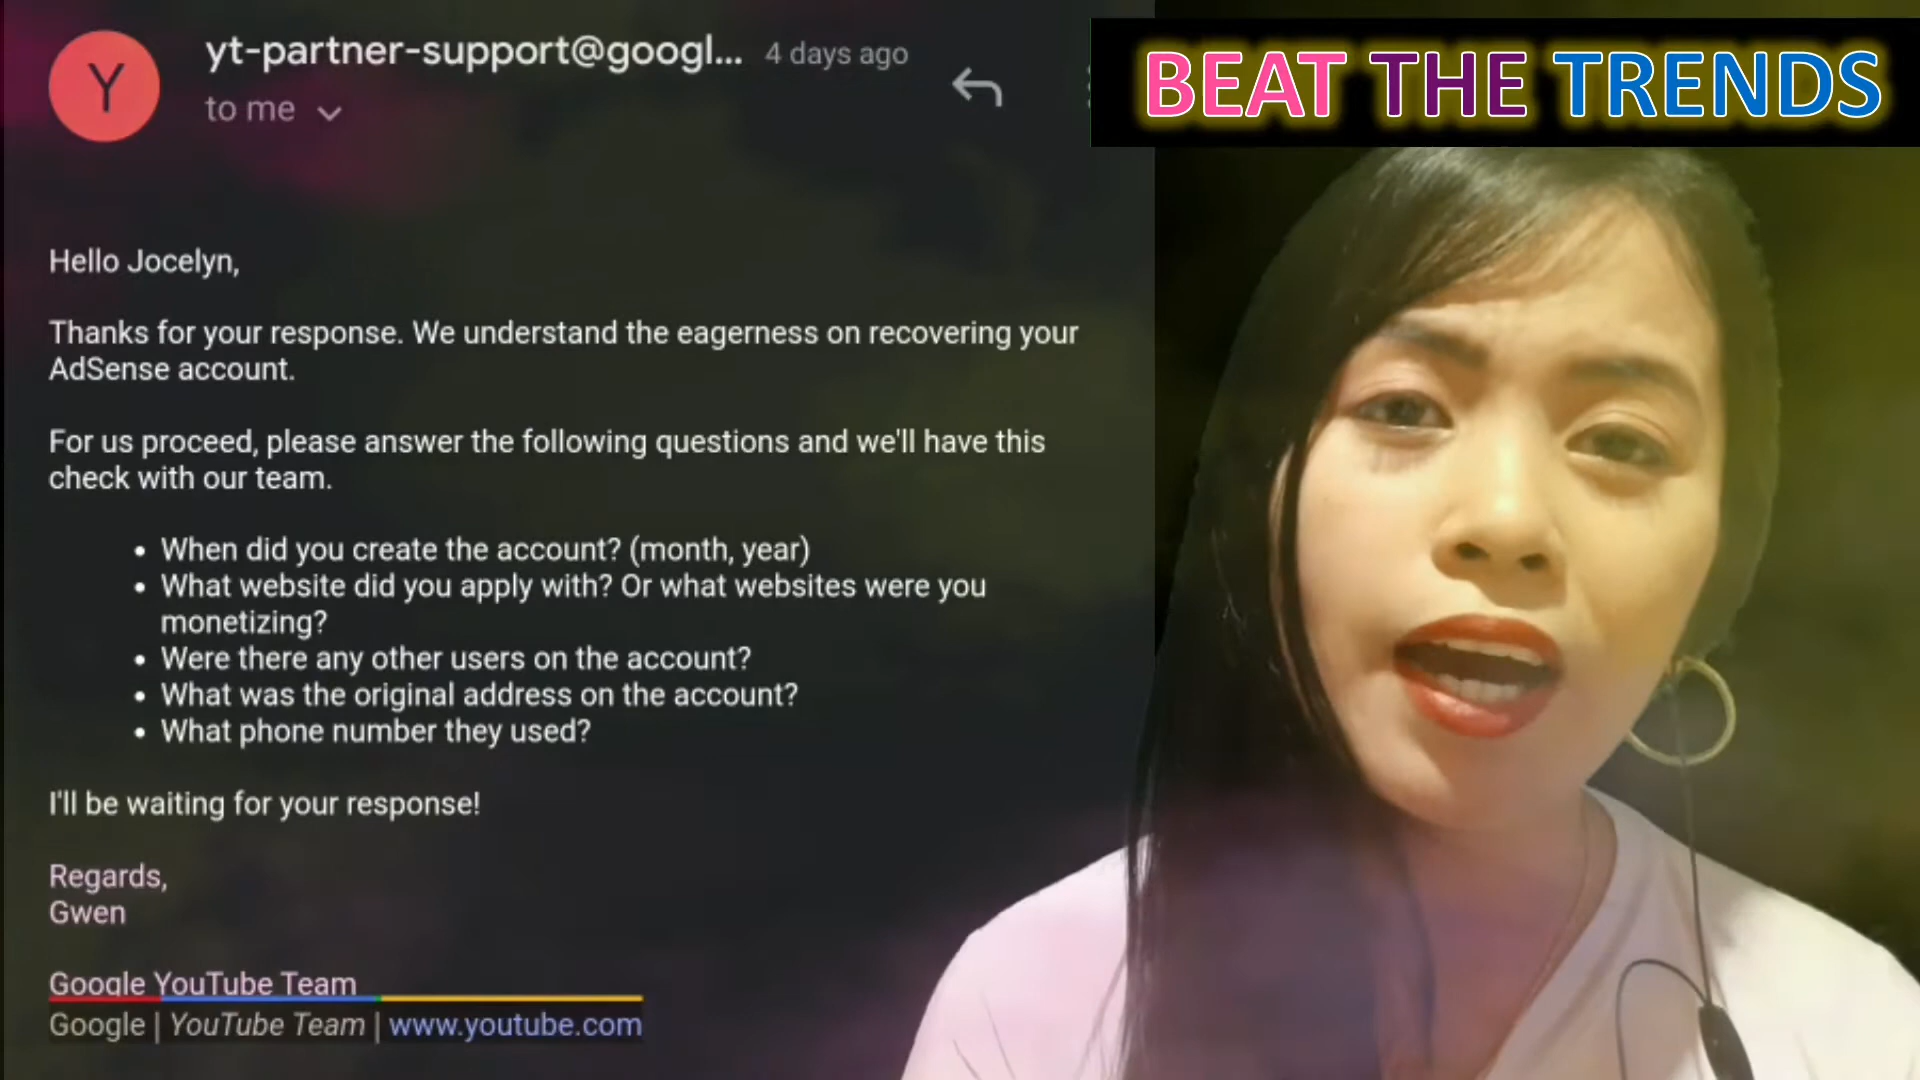 yt-partner-support@googl... 4 days ago
BEAT THE TRENDS
Y
to me
Hello Jocelyn,
Thanks for your response. We understand the eagerness on recovering your
AdSense account.
For us proceed, please answer the following questions and we'll have this
check with our team.
• When did you create the account? (month, year)
• What website did you apply with? Or what websites were you
monetizing?
• Were there any other users on the account?
• What was the original address on the account?
• What phone number they used?
I'll be waiting for your response!
Regards,
Gwen
Google YouTube Team
Google | YouTube Team | www.youtube.com